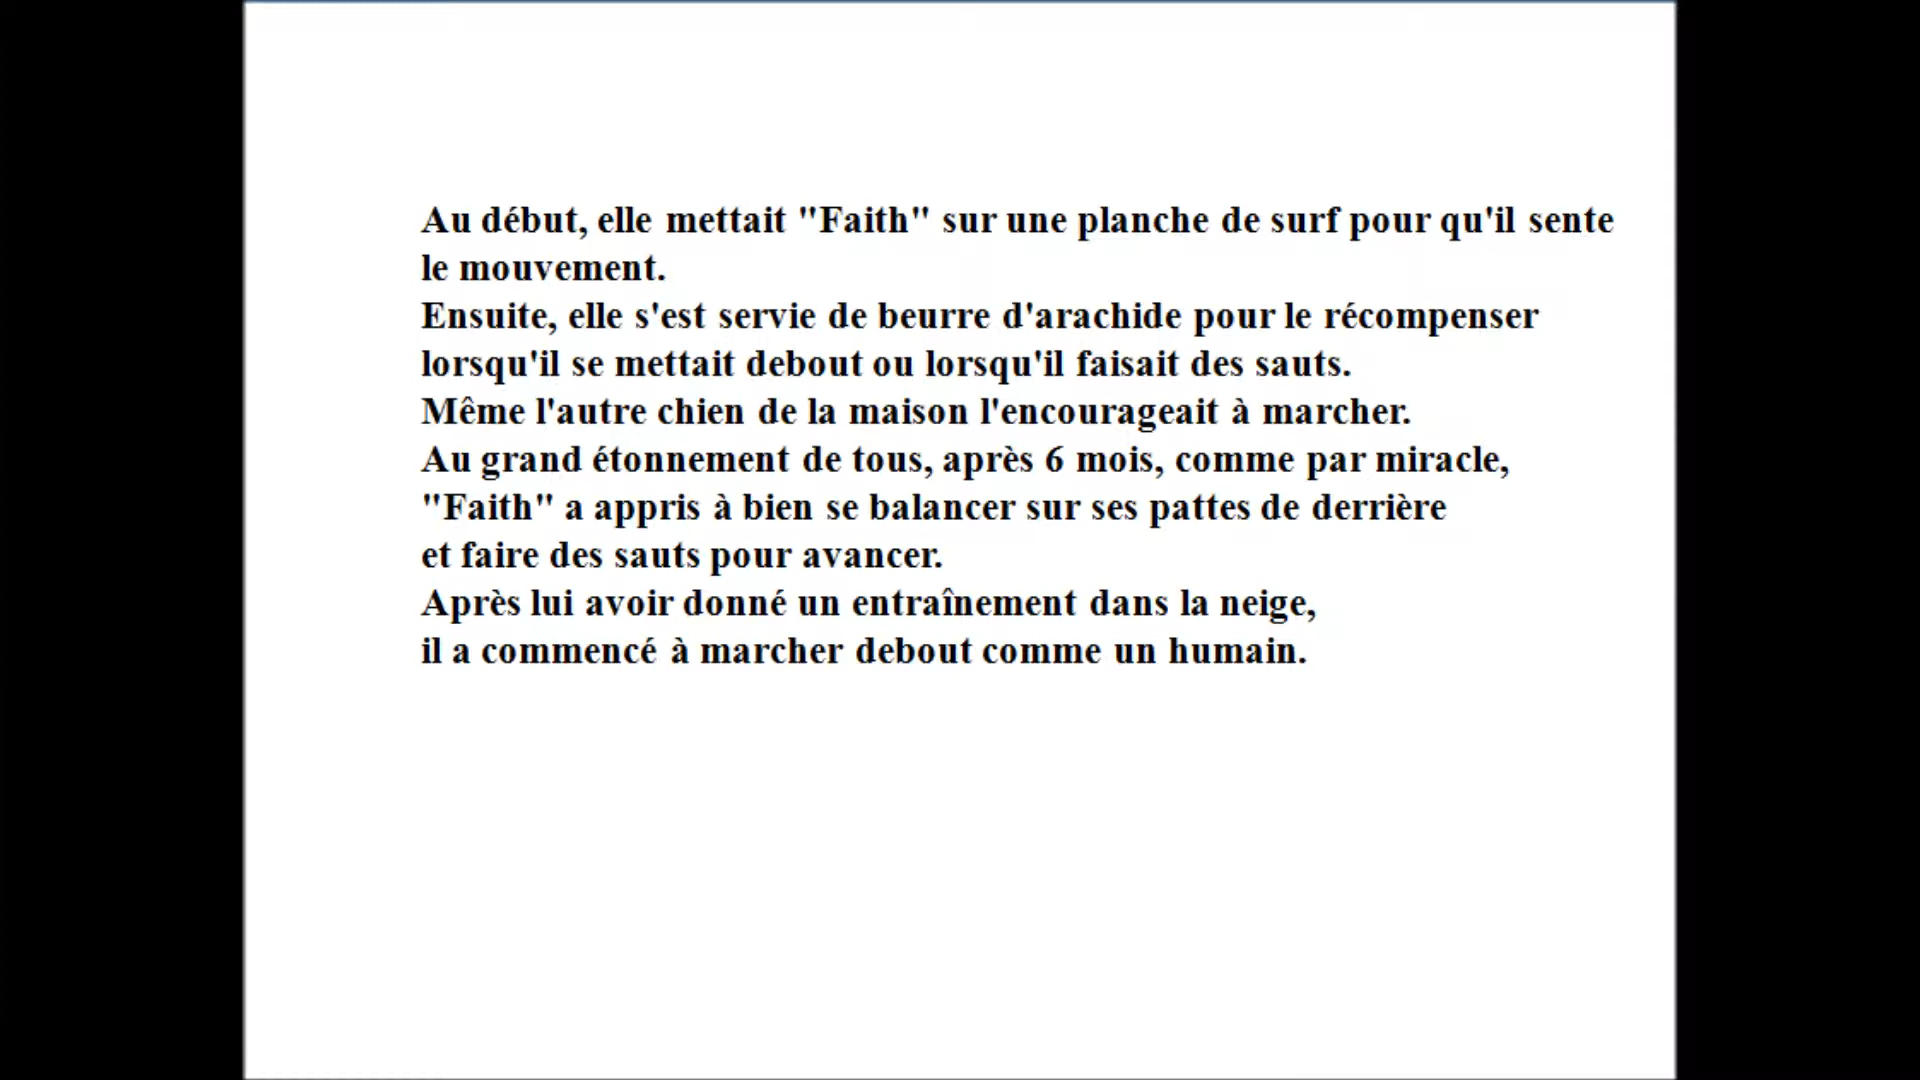 Au début, elle mettait "Faith" sur une planche de surf pour qu'il sente
le mouvement.
Ensuite, elle s'est servie de beurre d'arachide pour le récompenser
lorsqu'il se mettait debout ou lorsqu'il faisait des sauts.
Même l'autre chien de la maison l'encourageait à marcher.
Au grand étonnement de tous, après 6 mois, comme par miracle,
"Faith" a appris à bien se balancer sur ses pattes de derrière
et faire des sauts pour avancer.
Après lui avoir donné un entraînement dans la neige,
il a commencé à marcher debout comme un humain.